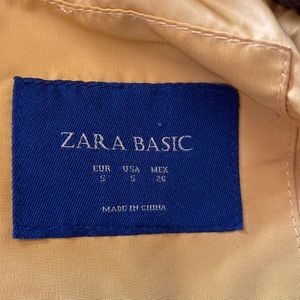 ZARA BASIC
EUR USA MEX
S S 26
MADE IN CHINA